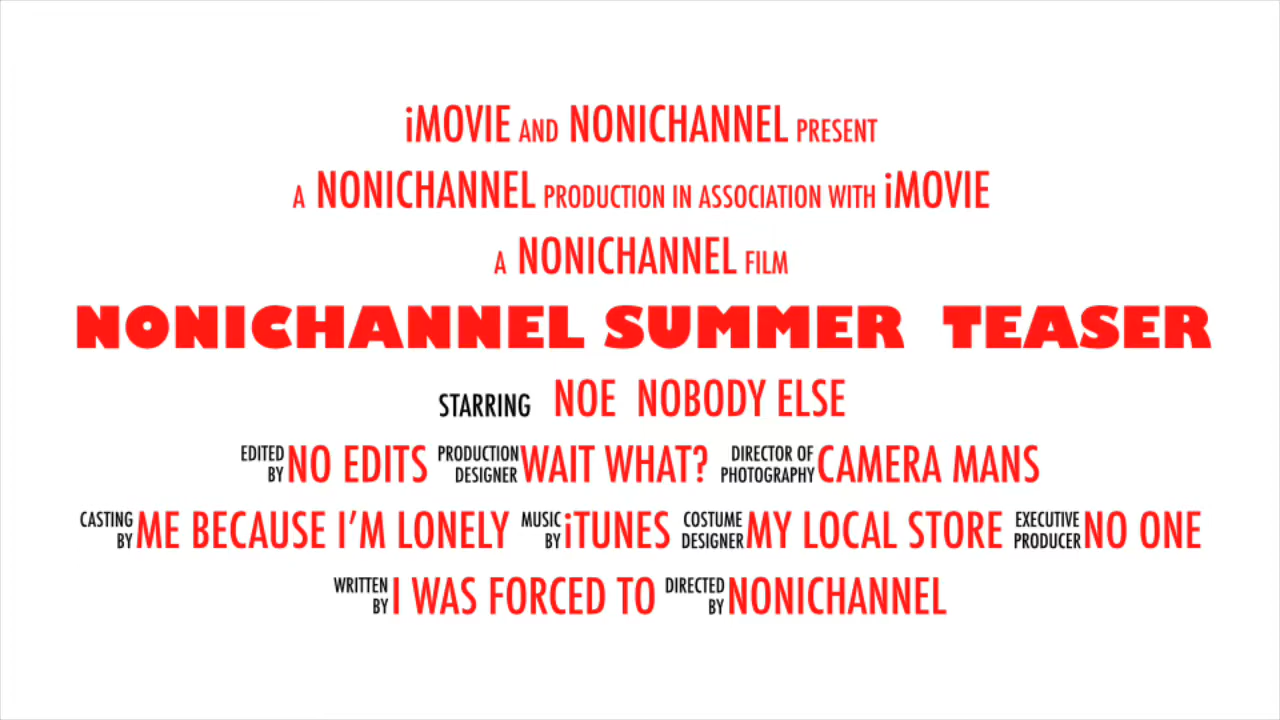 iMOVIE AND NONICHANNEL PRESENT
A NONICHANNEL PRODUCTION IN ASSOCIATION WITH iMOVIE
A NONICHANNEL FILM
NONICHANNEL SUMMER TEASER
STARRING NOE NOBODY ELSE
EDITED BY NO EDITS PRODUCTION DESIGNER WAIT WHAT? DIRECTOR OF PHOTOGRAPHY CAMERA MANS
CASTING BY ME BECAUSE I'M LONELY MUSIC BY iTUNES COSTUME DESIGNER MY LOCAL STORE EXECUTIVE PRODUCER NO ONE
WRITTEN BY I WAS FORCED TO DIRECTED BY NONICHANNEL